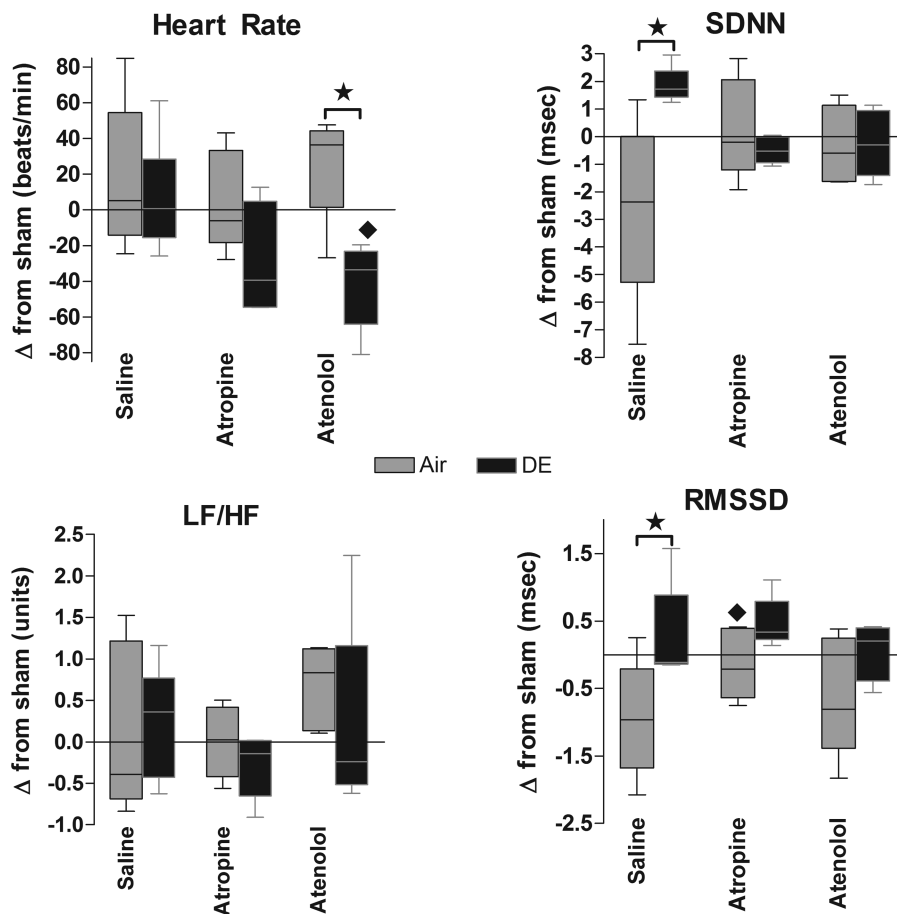 Heart Rate
Δ from sham (beats/min)
80
60
40
20
0
-20
-40
-60
-80
Saline
Atropine
Atenolol
SDNN
Δ from sham (msec)
3
2
1
0
-1
-2
-3
-4
-5
-6
-7
-8
Saline
Atropine
Atenolol
Air DE
LF/HF
Δ from sham (units)
2.5
2.0
1.5
1.0
0.5
0.0
-0.5
-1.0
Saline
Atropine
Atenolol
RMSSD
Δ from sham (msec)
1.5
0.5
-0.5
-1.5
-2.5
Saline
Atropine
Atenolol